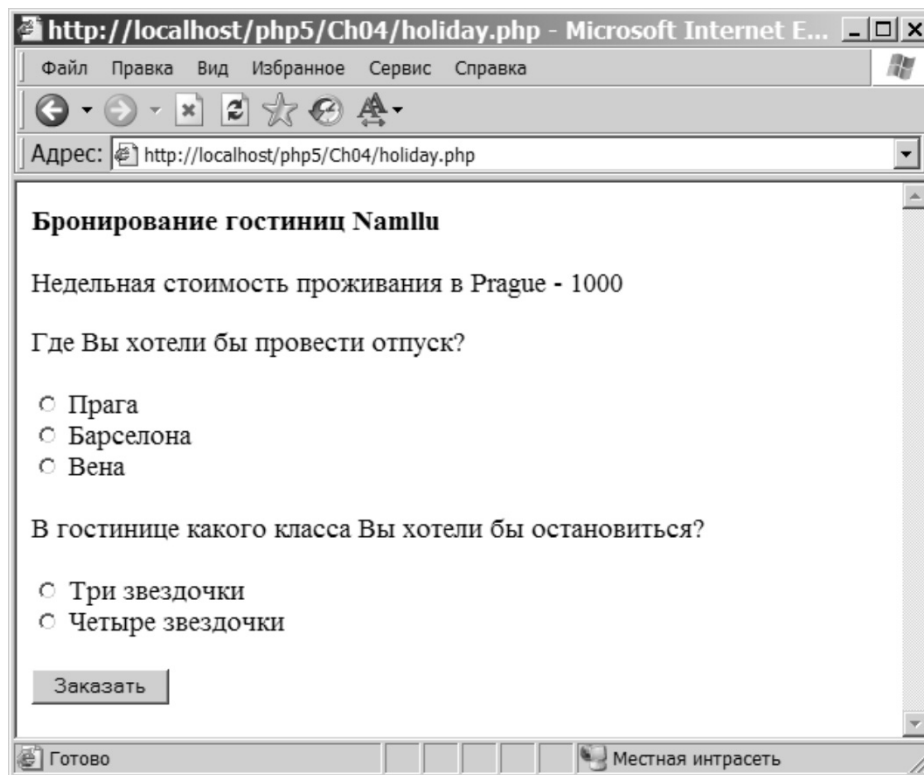 http://localhost/php5/Ch04/holiday.php - Microsoft Internet E...
Файл Правка Вид Избранное Сервис Справка
Адрес: http://localhost/php5/Ch04/holiday.php
Бронирование гостиниц Namllu
Недельная стоимость проживания в Prague - 1000
Где Вы хотели бы провести отпуск?
Прага
Барселона
Вена
В гостинице какого класса Вы хотели бы остановиться?
Три звездочки
Четыре звездочки
Заказать
Готово Местная интрасеть